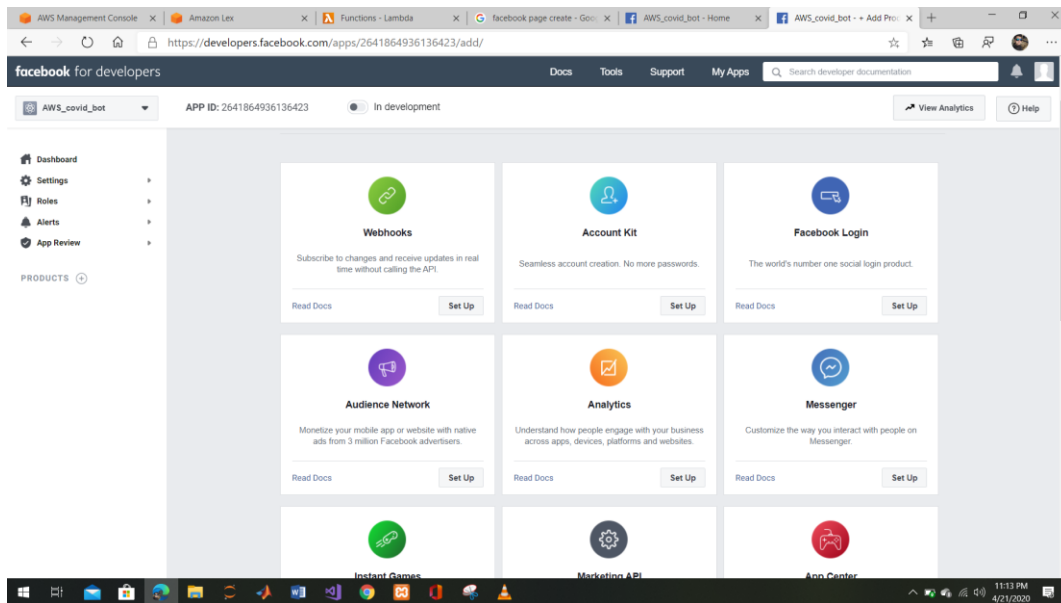 AWS Management Console
Amazon Lex
Functions - Lambda
facebook page create - Goo
AWS_covid_bot - Home
AWS_covid_bot - + Add Pro
https://developers.facebook.com/apps/2641864936136423/add/
facebook for developers
Docs
Tools
Support
My Apps
Search developer documentation
AWS_covid_bot
APP ID: 2641864936136423
In development
View Analytics
Help
Dashboard
Settings
Roles
Alerts
App Review
PRODUCTS
Webhooks
Subscribe to changes and receive updates in real
time without calling the API.
Read Docs
Set Up
Account Kit
Seamless account creation. No more passwords.
Read Docs
Set Up
Facebook Login
The world's number one social login product.
Read Docs
Set Up
Audience Network
Monetize your mobile app or website with native
ads from 3 million Facebook advertisers.
Read Docs
Set Up
Analytics
Understand how people engage with your business
across apps, devices, platforms and websites.
Read Docs
Set Up
Messenger
Customize the way you interact with people on
Messenger.
Read Docs
Set Up
Instant Games
Marketing API
App Center
11:13 PM
4/21/2020